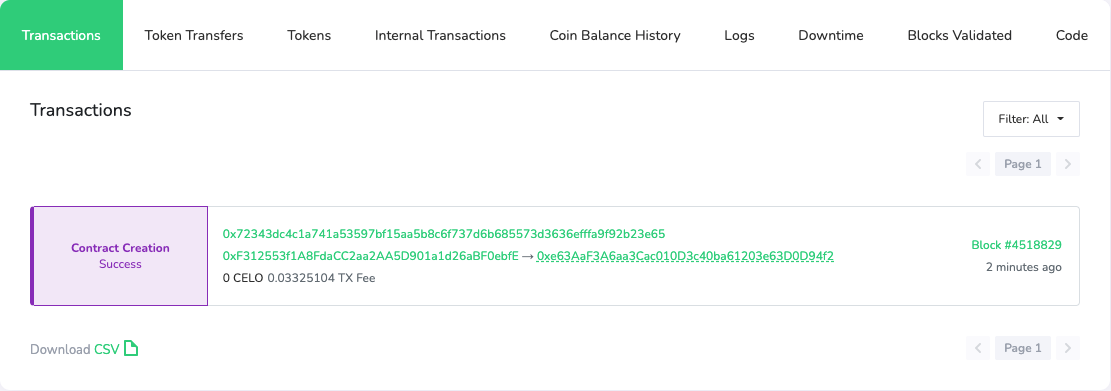 Transactions Token Transfers Tokens Internal Transactions Coin Balance History Logs Downtime Blocks Validated Code
Transactions
Filter: All
Page 1
Contract Creation
Success
0x72343dc4c1a741a53597bf15aa5b8c6f737d6b685573d3636efffa9f92b23e65
0xF312553f1A8FdaCC2aa2AA5D901a1d26aBF0ebfE → 0xe63AaF3A6aa3Cac010D3c40ba61203e63D0D94f2
0 CELO 0.03325104 TX Fee
Block #4518829
2 minutes ago
Download CSV
Page 1